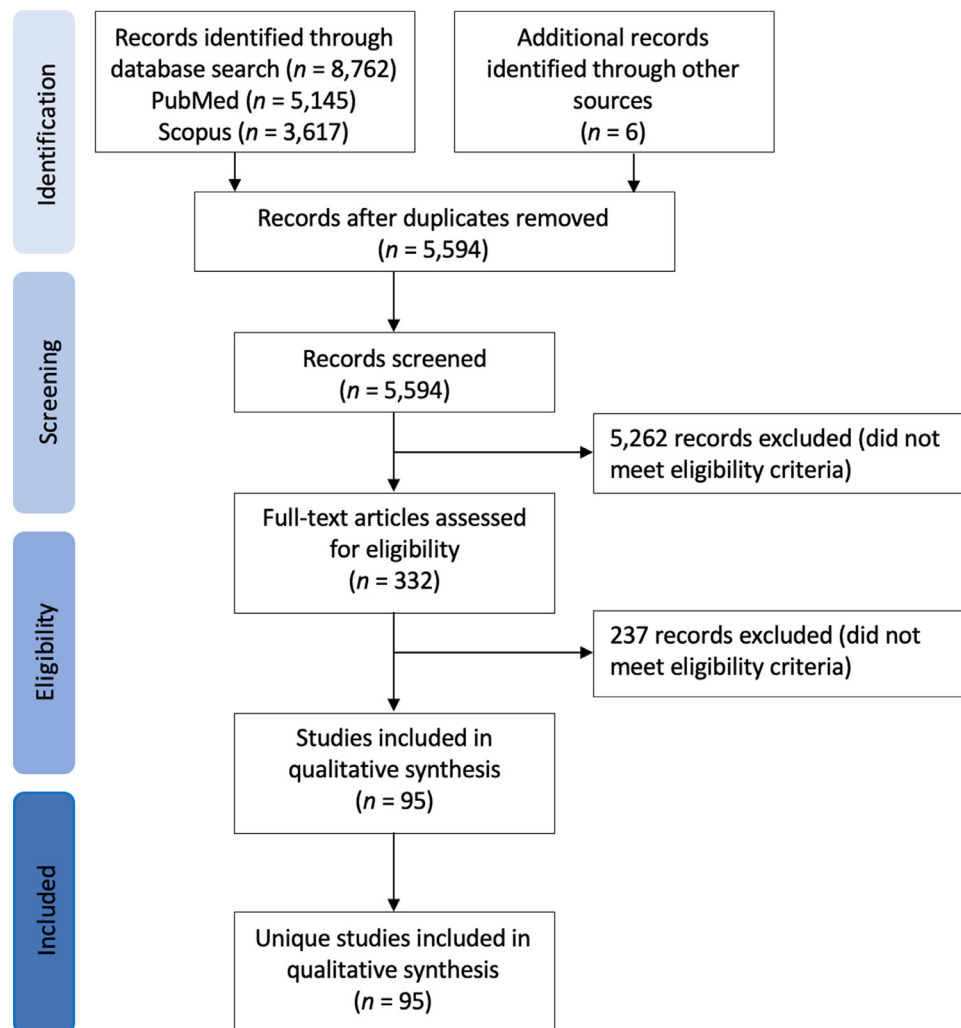 Identification
Records identified through
database search (n = 8,762)
PubMed (n = 5,145)
Scopus (n = 3,617)
Additional records
identified through other
sources
(n = 6)
Records after duplicates removed
(n = 5,594)
Screening
Records screened
(n = 5,594)
5,262 records excluded (did not
meet eligibility criteria)
Full-text articles assessed
for eligibility
(n = 332)
Eligibility
237 records excluded (did not
meet eligibility criteria)
Studies included in
qualitative synthesis
(n = 95)
Included
Unique studies included in
qualitative synthesis
(n = 95)